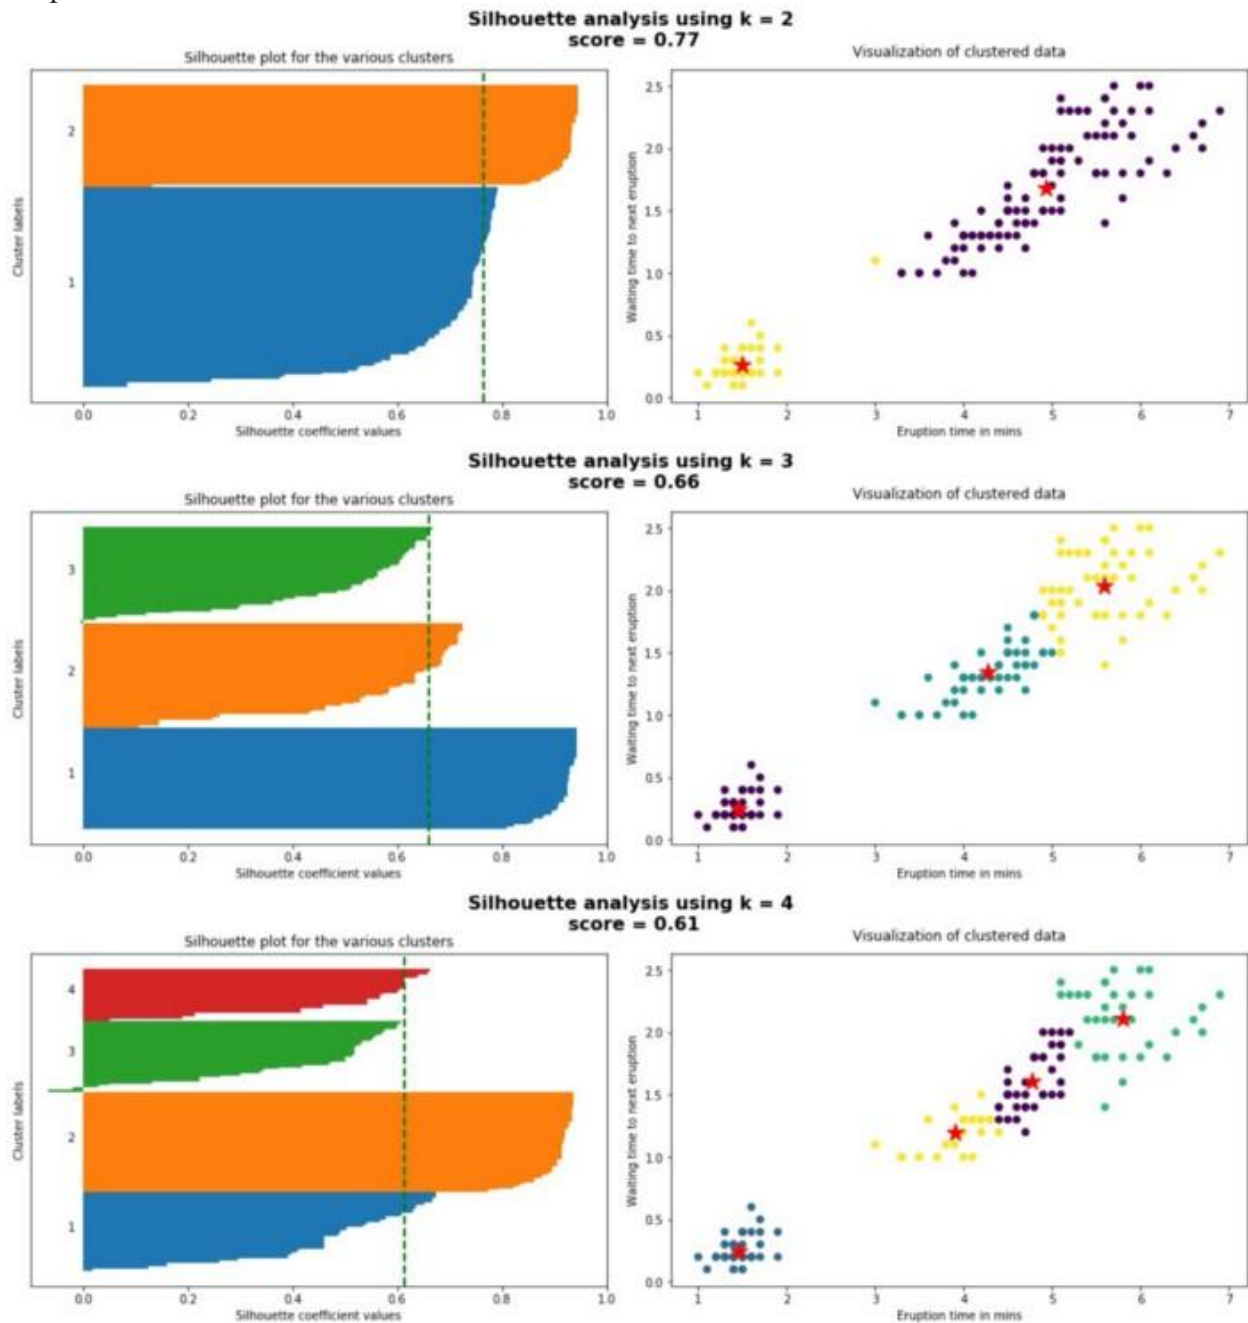 Silhouette analysis using k = 2
score = 0.77
Silhouette plot for the various clusters
Cluster labels
2
1
0.0 0.2 0.4 0.6 0.8 1.0
Silhouette coefficient values
Visualization of clustered data
Waiting time to next eruption
2.5
2.0
1.5
1.0
0.5
0.0
1 2 3 4 5 6 7
Eruption time in mins
Silhouette analysis using k = 3
score = 0.66
Silhouette plot for the various clusters
Cluster labels
3
2
1
0.0 0.2 0.4 0.6 0.8 1.0
Silhouette coefficient values
Visualization of clustered data
Waiting time to next eruption
2.5
2.0
1.5
1.0
0.5
0.0
1 2 3 4 5 6 7
Eruption time in mins
Silhouette analysis using k = 4
score = 0.61
Silhouette plot for the various clusters
Cluster labels
4
3
2
1
0.0 0.2 0.4 0.6 0.8 1.0
Silhouette coefficient values
Visualization of clustered data
Waiting time to next eruption
2.5
2.0
1.5
1.0
0.5
0.0
1 2 3 4 5 6 7
Eruption time in mins